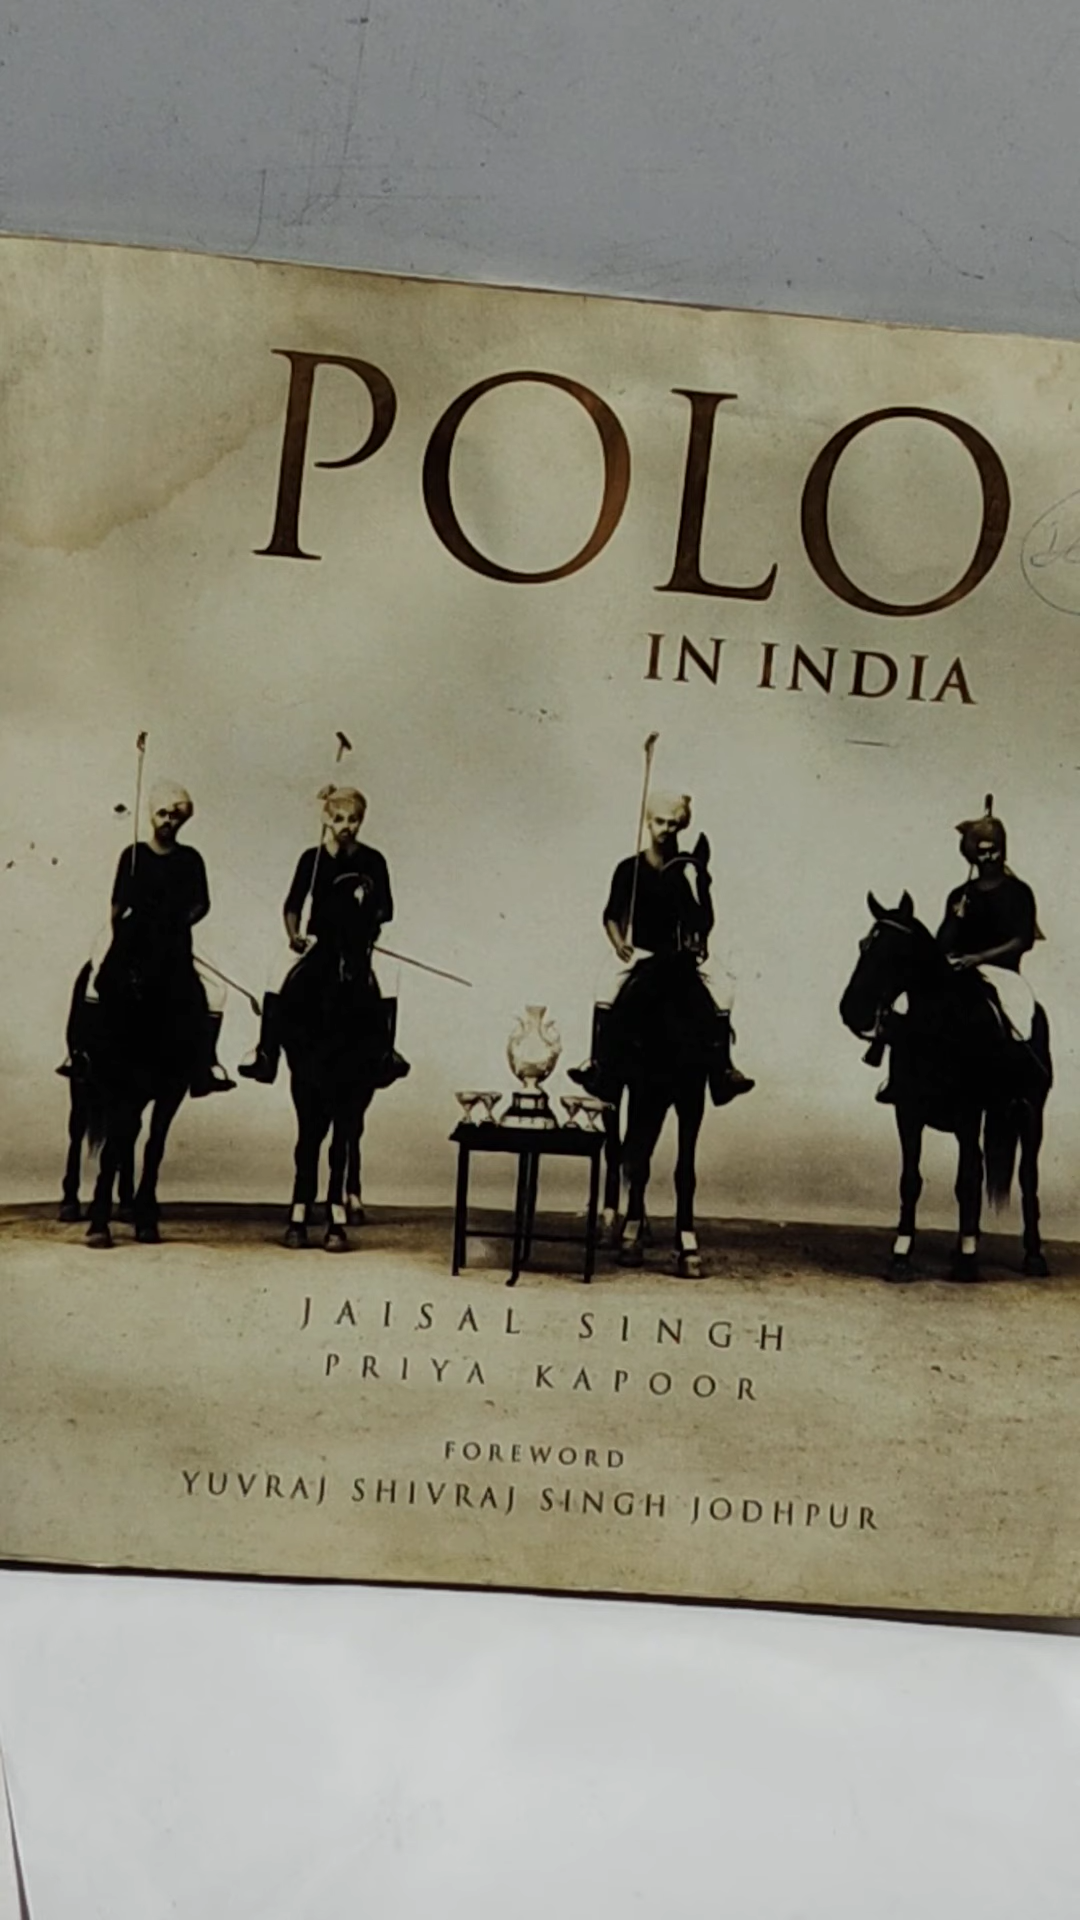 POLO
IN INDIA
JAISAL SINGH
PRIYA KAPOOR
FOREWORD
YUVRAJ SHIVRAJ SINGH JODHPUR